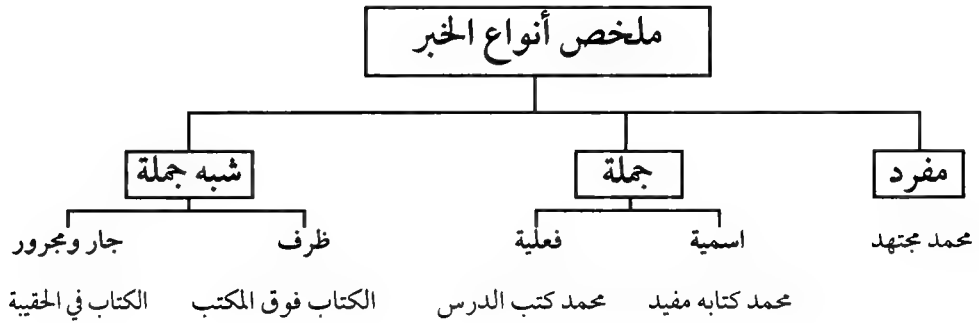 ملخص أنواع الخبر
مفرد جملة شبه جملة
اسمية فعلية ظرف جار ومجرور
محمد مجتهد
محمد كتابه مفيد محمد كتب الدرس الكتاب فوق المكتب الكتاب في الحقيبة